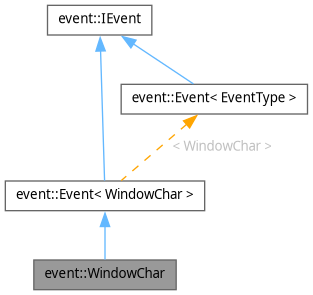 event::IEvent
event::Event< EventType >
< WindowChar >
event::Event< WindowChar >
event::WindowChar